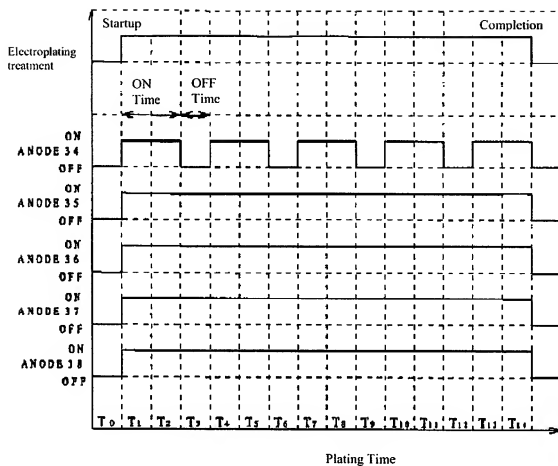 Startup
Completion
Electroplating
treatment
ON
Time
OFF
Time
ON
ANODE 34
OFF
ON
ANODE 35
OFF
ON
ANODE 36
OFF
ON
ANODE 37
OFF
ON
ANODE 38
OFF
T0 T1 T2 T3 T4 T5 T6 T7 T8 T9 T10 T11 T12 T13 T14
Plating Time